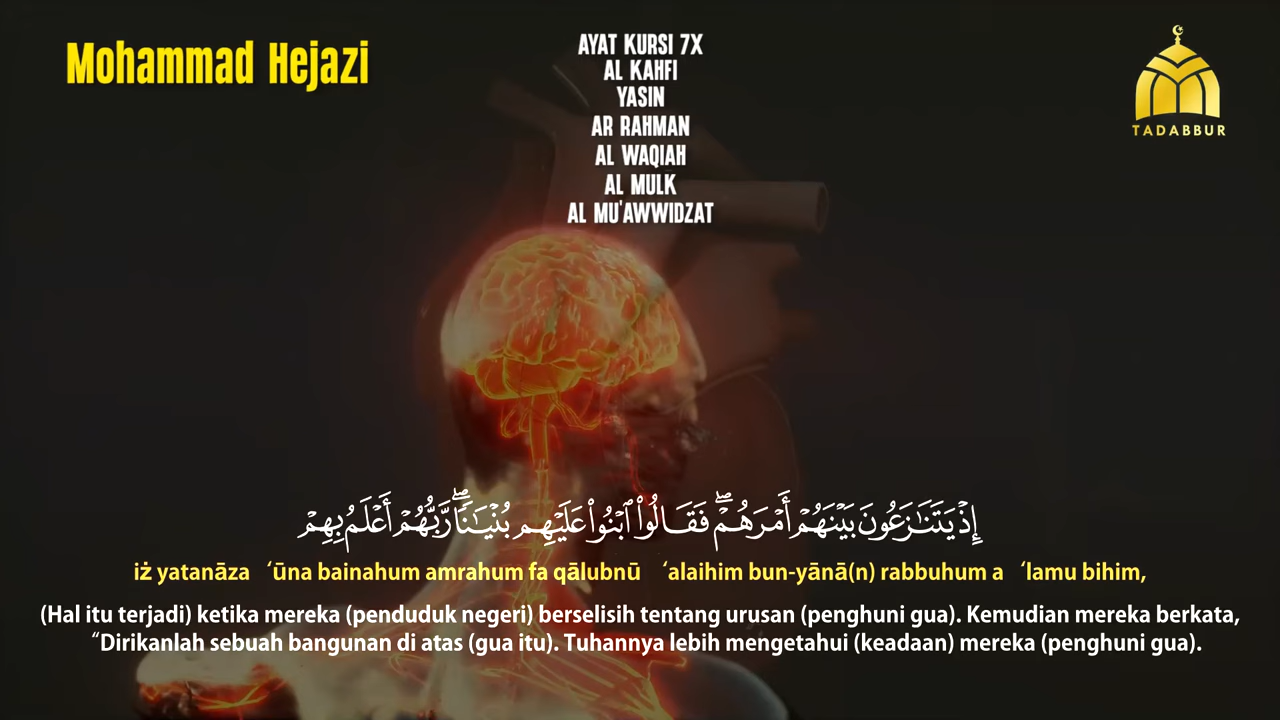 Mohammad Hejazi
AYAT KURSI 7X
AL KAHFI
YASIN
AR RAHMAN
AL WAQIAH
AL MULK
AL MU'AWWIDZAT
TADABBUR
إِذْ يَتَنَٰزَعُونَ بَيْنَهُمْ أَمْرَهُمْ ۖ فَقَالُوا۟ ٱبْنُوا۟ عَلَيْهِم بُنْيَٰنًا ۖ رَّبُّهُمْ أَعْلَمُ بِهِمْ
iż yatanāza ‘ūna bainahum amrahum fa qālubnū ‘alaihim bun-yānā(n) rabbuhum a ‘lamu bihim,
(Hal itu terjadi) ketika mereka (penduduk negeri) berselisih tentang urusan (penghuni gua). Kemudian mereka berkata,
“Dirikanlah sebuah bangunan di atas (gua itu). Tuhannya lebih mengetahui (keadaan) mereka (penghuni gua).